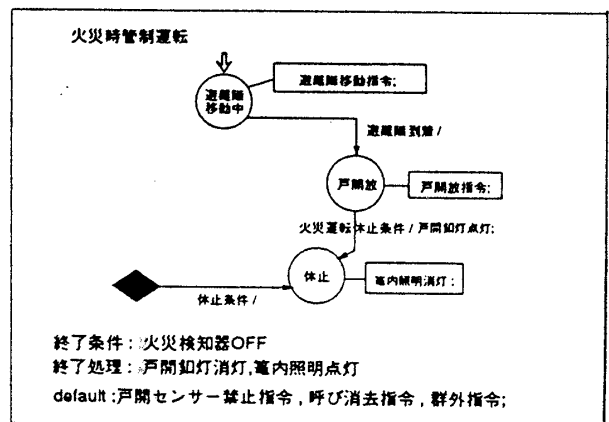 火災時管制運転
避難階
移動中
避難階移動指令;
避難階到着 /
戸開放
戸開放指令;
火災運転休止条件 / 戸開釦灯点灯;
休止
篭内照明消灯;
休止条件 /
終了条件 : 火災検知器OFF
終了処理 : 戸開釦灯消灯,篭内照明点灯
default :戸開センサー禁止指令 , 呼び消去指令 , 群外指令;